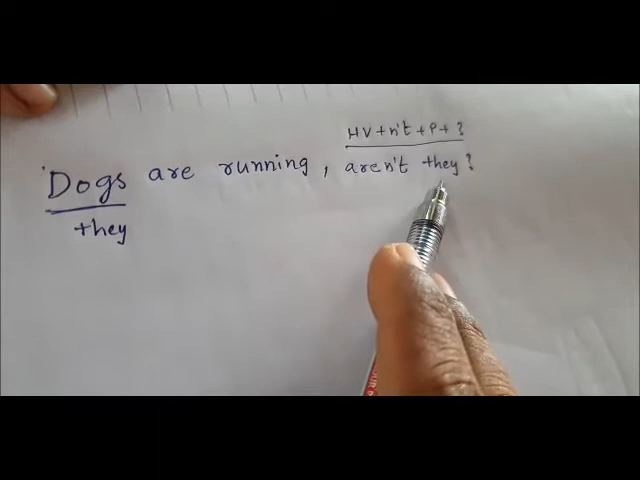 HV + n't + P + ?
Dogs are running, aren't they?
they